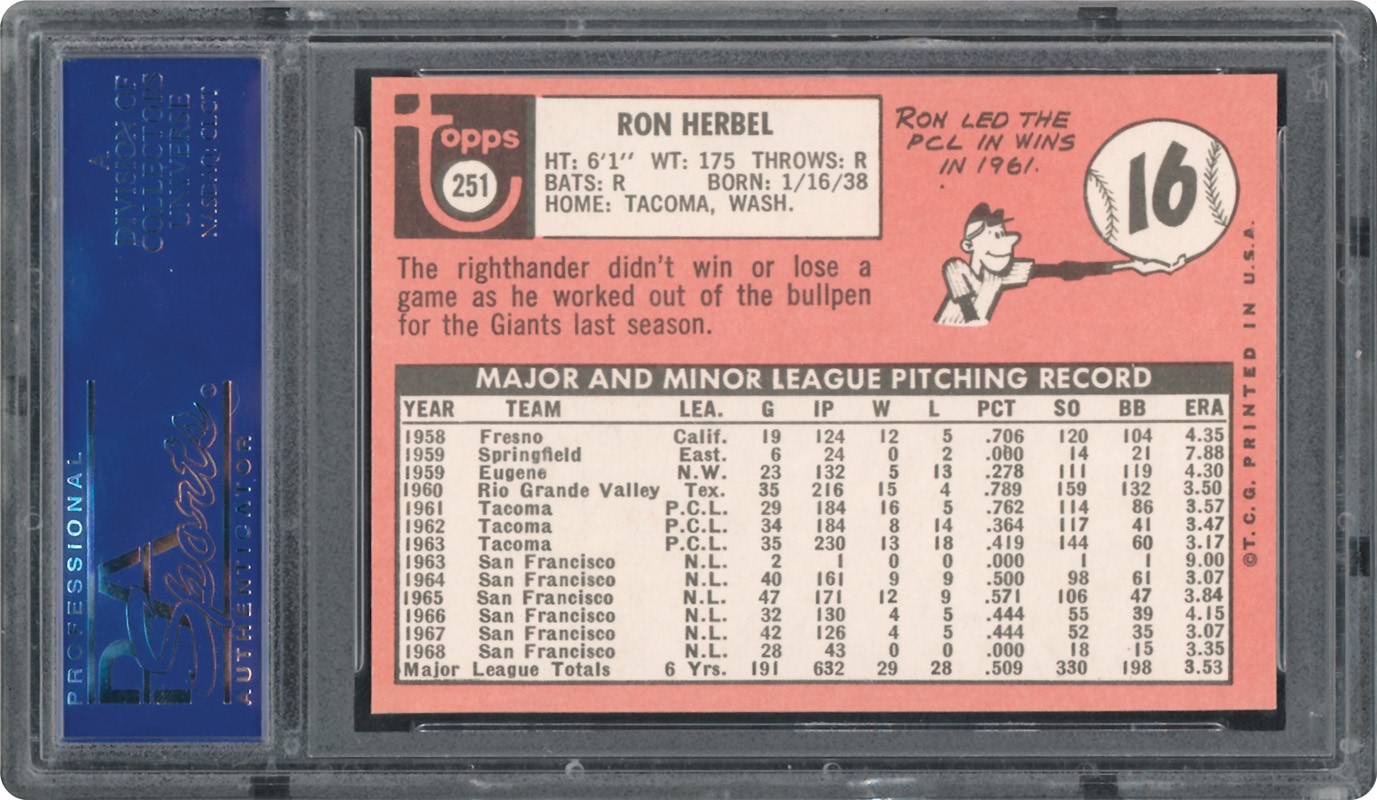 A
DIVISION OF
COLLECTORS
UNIVERSE
NASDAQ: CLCT
PROFESSIONAL
PSA
Sports
AUTHENTICATOR
Topps
251
RON HERBEL
HT: 6'1'' WT: 175 THROWS: R
BATS: R BORN: 1/16/38
HOME: TACOMA, WASH.
RON LED THE
PCL IN WINS
IN 1961.
16
The righthander didn't win or lose a
game as he worked out of the bullpen
for the Giants last season.
MAJOR AND MINOR LEAGUE PITCHING RECORD
YEAR TEAM LEA. G IP W L PCT SO BB ERA
1958 Fresno Calif. 19 124 12 5 .706 120 104 4.35
1959 Springfield East. 6 24 0 2 .000 14 21 7.88
1959 Eugene N.W. 23 132 5 13 .278 111 119 4.30
1960 Rio Grande Valley Tex. 35 216 15 4 .789 159 132 3.50
1961 Tacoma P.C.L. 29 184 16 5 .762 114 86 3.57
1962 Tacoma P.C.L. 34 184 8 14 .364 117 41 3.47
1963 Tacoma P.C.L. 35 230 13 18 .419 144 60 3.17
1963 San Francisco N.L. 2 1 0 0 .000 1 1 9.00
1964 San Francisco N.L. 40 161 9 9 .500 98 61 3.07
1965 San Francisco N.L. 47 171 12 9 .571 106 47 3.84
1966 San Francisco N.L. 32 130 4 5 .444 55 39 4.15
1967 San Francisco N.L. 42 126 4 5 .444 52 35 3.07
1968 San Francisco N.L. 28 43 0 0 .000 18 15 3.35
Major League Totals 6 Yrs. 191 632 29 28 .509 330 198 3.53
©T. C. G. PRINTED IN U.S.A.